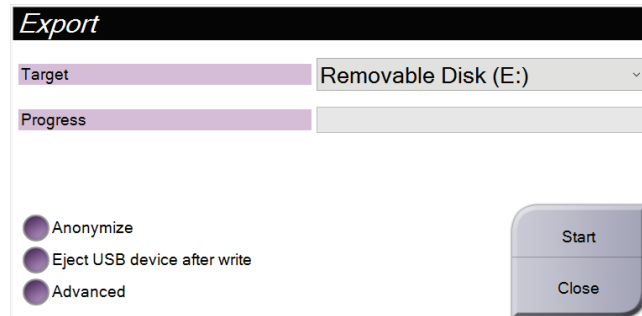 Export
Target
Removable Disk (E:)
Progress
Anonymize
Eject USB device after write
Advanced
Start
Close